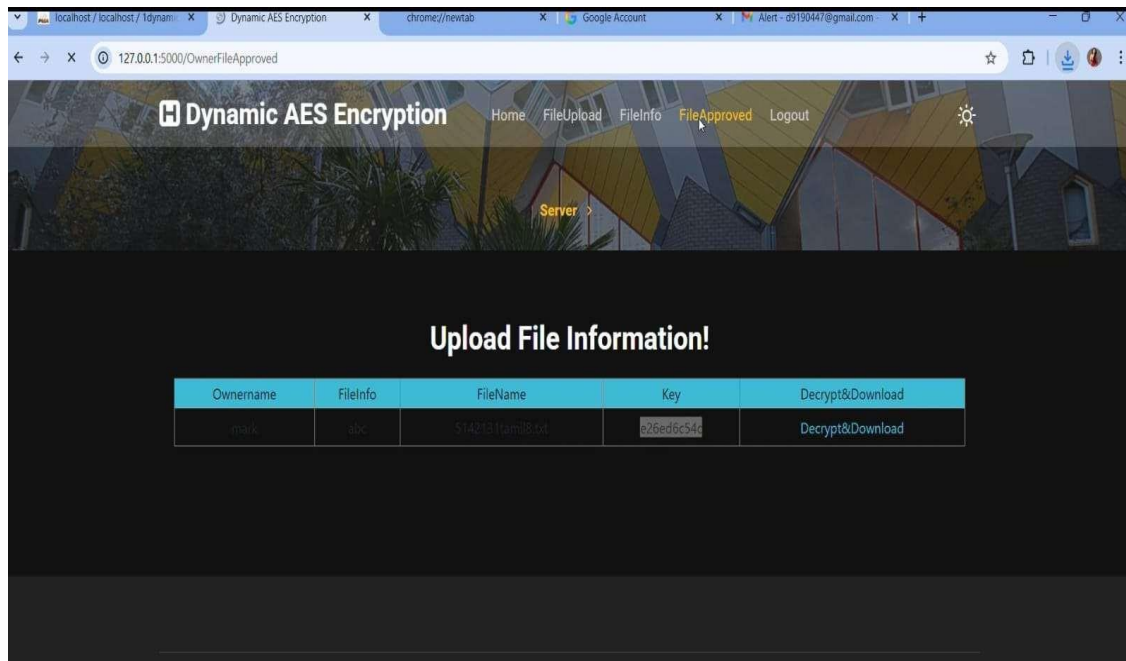 localhost / localhost / 1dynami
Dynamic AES Encryption
chrome://newtab
Google Account
Alert - d9190447@gmail.com -
127.0.0.1:5000/OwnerFileApproved
Dynamic AES Encryption
Home FileUpload FileInfo FileApproved Logout
Server >
Upload File Information!
Ownername FileInfo FileName Key Decrypt&Download
mark abc e26ed6c54c Decrypt&Download